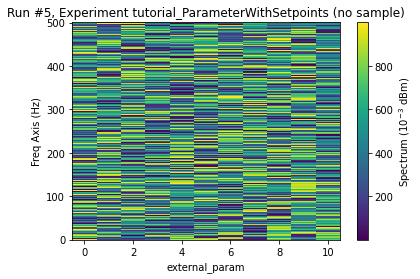 Run #5, Experiment tutorial_ParameterWithSetpoints (no sample)
500
400
300
200
100
0
Freq Axis (Hz)
0 2 4 6 8 10
external_param
800
600
400
200
Spectrum (10⁻³ dBm)